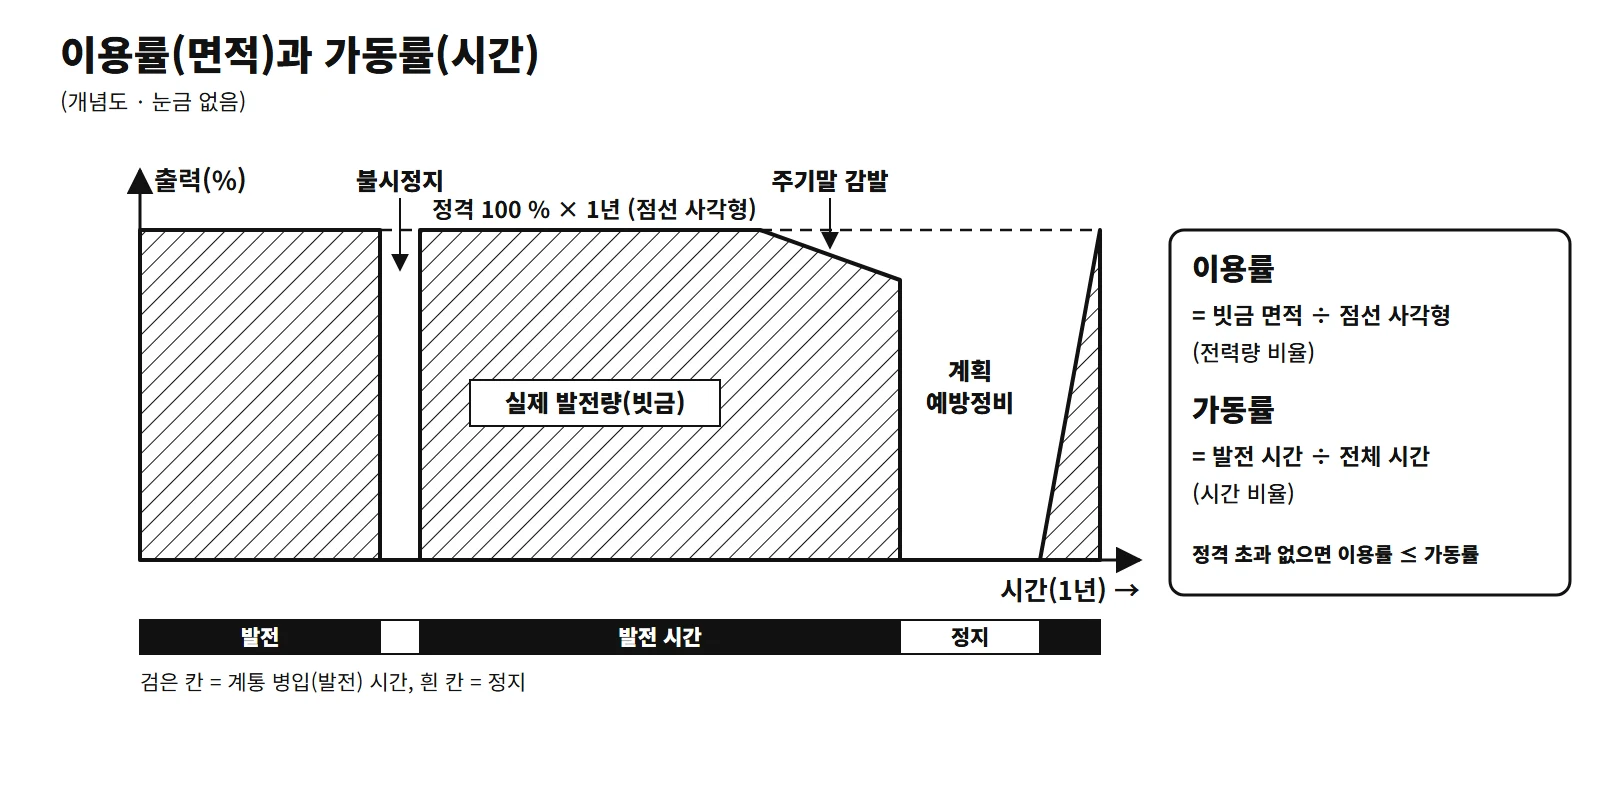 이용률(면적)과 가동률(시간)
(개념도 · 눈금 없음)
출력(%)
불시정지
주기말 감발
정격 100 % × 1년 (점선 사각형)
실제 발전량(빗금)
계획
예방정비
시간(1년) →
발전
발전 시간
정지
검은 칸 = 계통 병입(발전) 시간, 흰 칸 = 정지
이용률
= 빗금 면적 ÷ 점선 사각형
(전력량 비율)
가동률
= 발전 시간 ÷ 전체 시간
(시간 비율)
정격 초과 없으면 이용률 ≤ 가동률